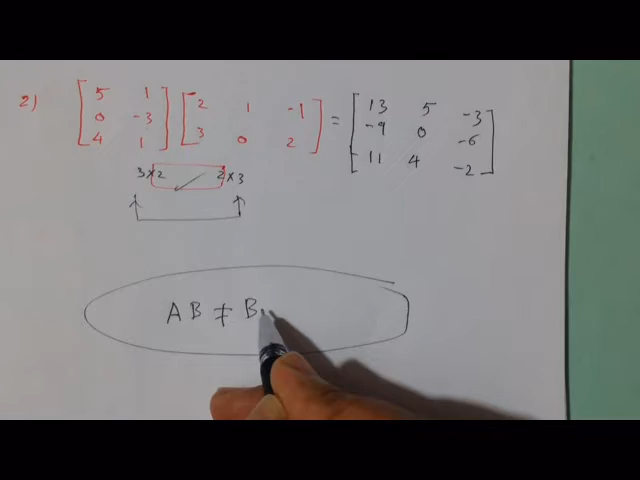 2) [5 1] [2 1 -1] = [13 5 -3]
[0 -3] [3 0 2] [-9 0 -6]
[4 1] [11 4 -2]
3x2 2x3
AB ≠ B